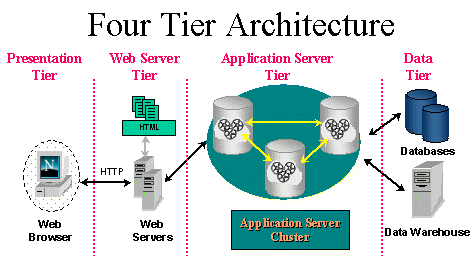 Four Tier Architecture
Presentation
Tier
Web Server
Tier
Application Server
Tier
Data
Tier
HTML
HTTP
Web
Browser
Web
Servers
Application Server
Cluster
Databases
Data Warehouse